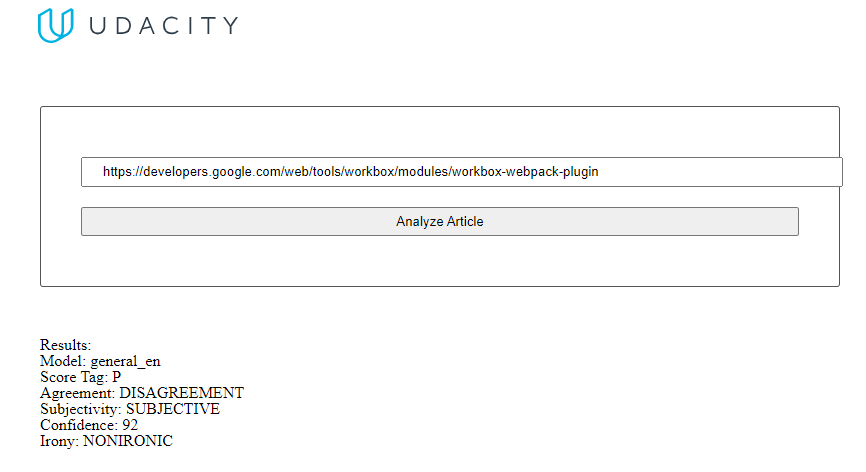 UDACITY
https://developers.google.com/web/tools/workbox/modules/workbox-webpack-plugin
Analyze Article
Results:
Model: general_en
Score Tag: P
Agreement: DISAGREEMENT
Subjectivity: SUBJECTIVE
Confidence: 92
Irony: NONIRONIC